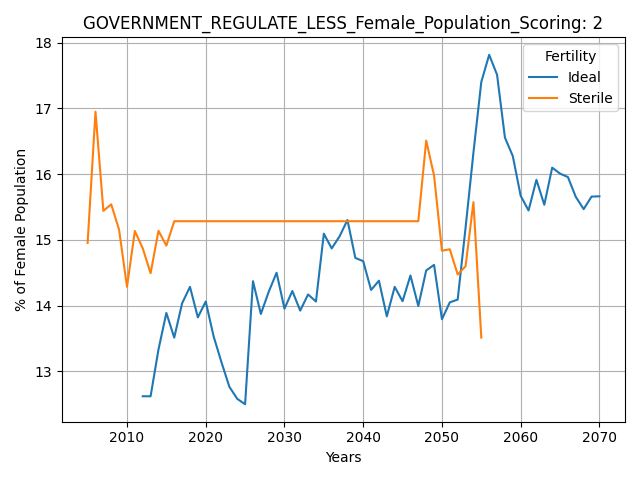 GOVERNMENT_REGULATE_LESS_Female_Population_Scoring: 2
18
17
16
15
14
13
% of Female Population
Fertility
Ideal
Sterile
2010 2020 2030 2040 2050 2060 2070
Years